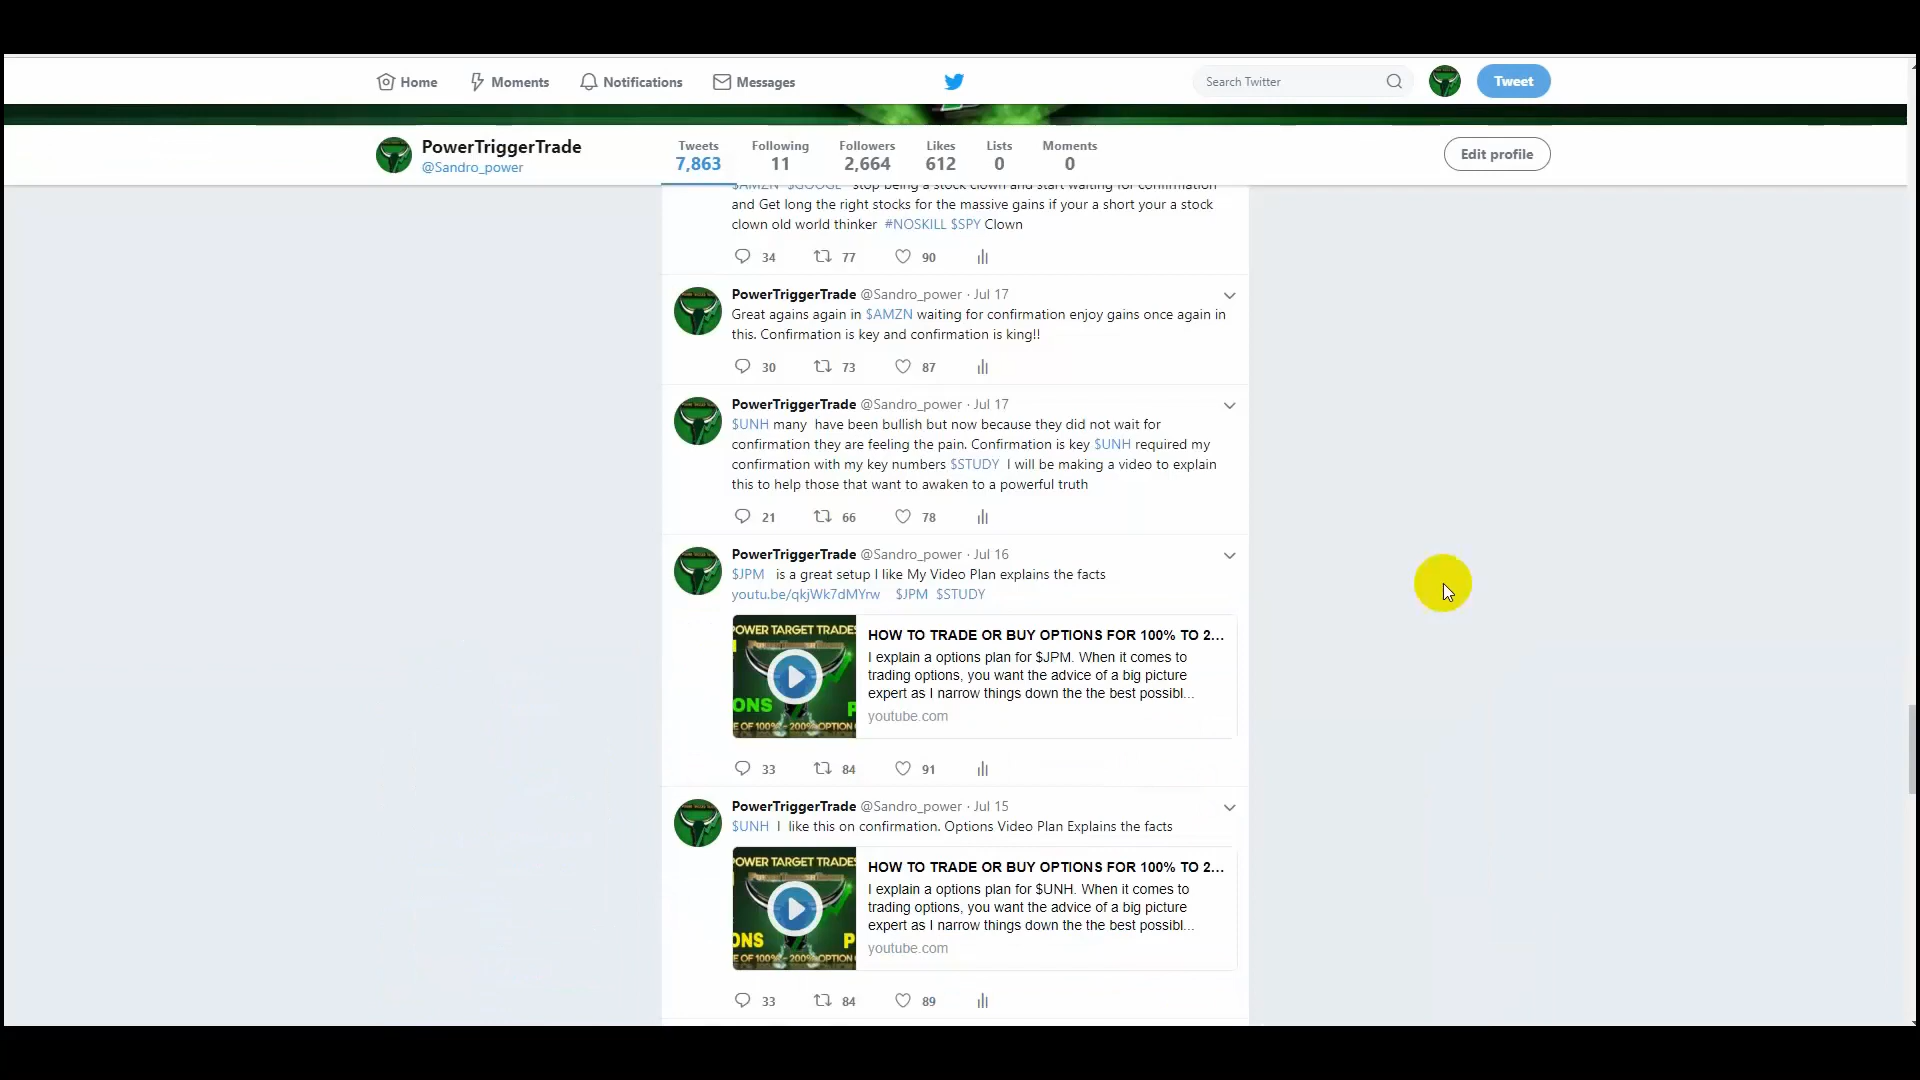 Home Moments Notifications Messages Search Twitter Tweet
PowerTriggerTrade
@Sandro_power
Tweets Following Followers Likes Lists Moments
7,863 11 2,664 612 0 0
Edit profile
$AMZN $GOOGL stop being a stock clown and start waiting for confirmation
and Get long the right stocks for the massive gains if your a short your a stock
clown old world thinker #NOSKILL $SPY Clown
34 77 90
PowerTriggerTrade @Sandro_power · Jul 17
Great agains again in $AMZN waiting for confirmation enjoy gains once again in
this. Confirmation is key and confirmation is king!!
30 73 87
PowerTriggerTrade @Sandro_power · Jul 17
$UNH many have been bullish but now because they did not wait for
confirmation they are feeling the pain. Confirmation is key $UNH required my
confirmation with my key numbers $STUDY I will be making a video to explain
this to help those that want to awaken to a powerful truth
21 66 78
PowerTriggerTrade @Sandro_power · Jul 16
$JPM is a great setup I like My Video Plan explains the facts
youtu.be/qkjWk7dMYrw $JPM $STUDY
POWER TARGET TRADES
ONS P
E OF 100% - 200% OPTION
HOW TO TRADE OR BUY OPTIONS FOR 100% TO 2...
I explain a options plan for $JPM. When it comes to
trading options, you want the advice of a big picture
expert as I narrow things down the the best possibl...
youtube.com
33 84 91
PowerTriggerTrade @Sandro_power · Jul 15
$UNH I like this on confirmation. Options Video Plan Explains the facts
POWER TARGET TRADES
ONS P
E OF 100% - 200% OPTION
HOW TO TRADE OR BUY OPTIONS FOR 100% TO 2...
I explain a options plan for $UNH. When it comes to
trading options, you want the advice of a big picture
expert as I narrow things down the the best possibl...
youtube.com
33 84 89